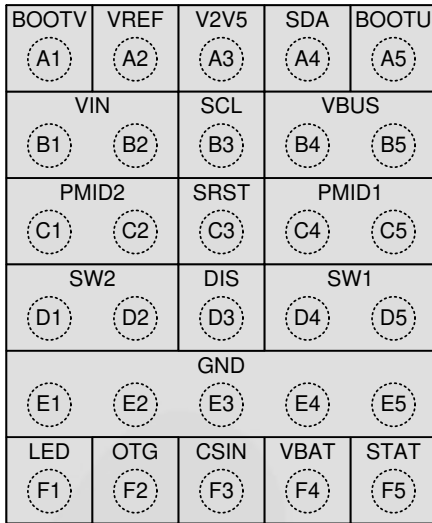 BOOTV VREF V2V5 SDA BOOTU
A1 A2 A3 A4 A5
VIN SCL VBUS
B1 B2 B3 B4 B5
PMID2 SRST PMID1
C1 C2 C3 C4 C5
SW2 DIS SW1
D1 D2 D3 D4 D5
GND
E1 E2 E3 E4 E5
LED OTG CSIN VBAT STAT
F1 F2 F3 F4 F5